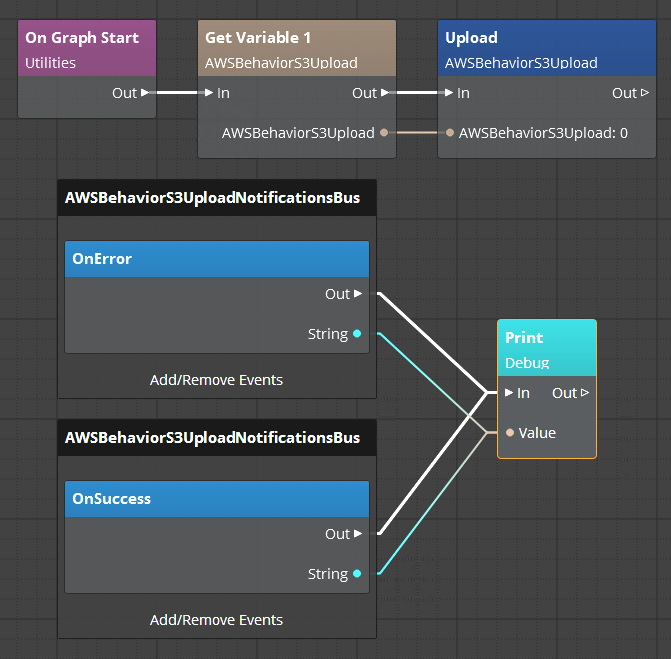 On Graph Start
Utilities
Out
Get Variable 1
AWSBehaviorS3Upload
In Out
AWSBehaviorS3Upload
Upload
AWSBehaviorS3Upload
In Out
AWSBehaviorS3Upload: 0
AWSBehaviorS3UploadNotificationsBus
OnError
Out
String
Add/Remove Events
AWSBehaviorS3UploadNotificationsBus
OnSuccess
Out
String
Add/Remove Events
Print
Debug
In Out
Value